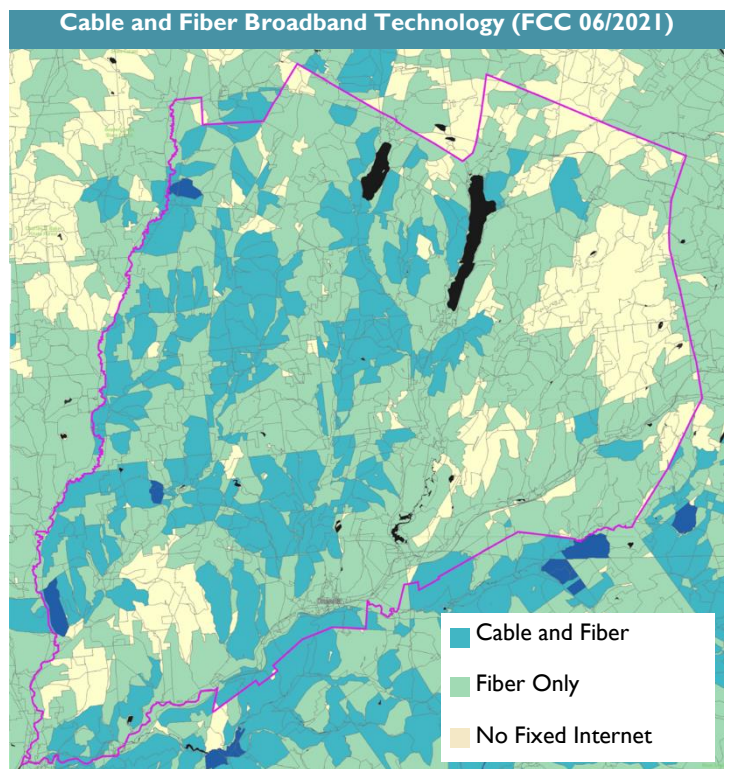 Cable and Fiber Broadband Technology (FCC 06/2021)
Cable and Fiber
Fiber Only
No Fixed Internet